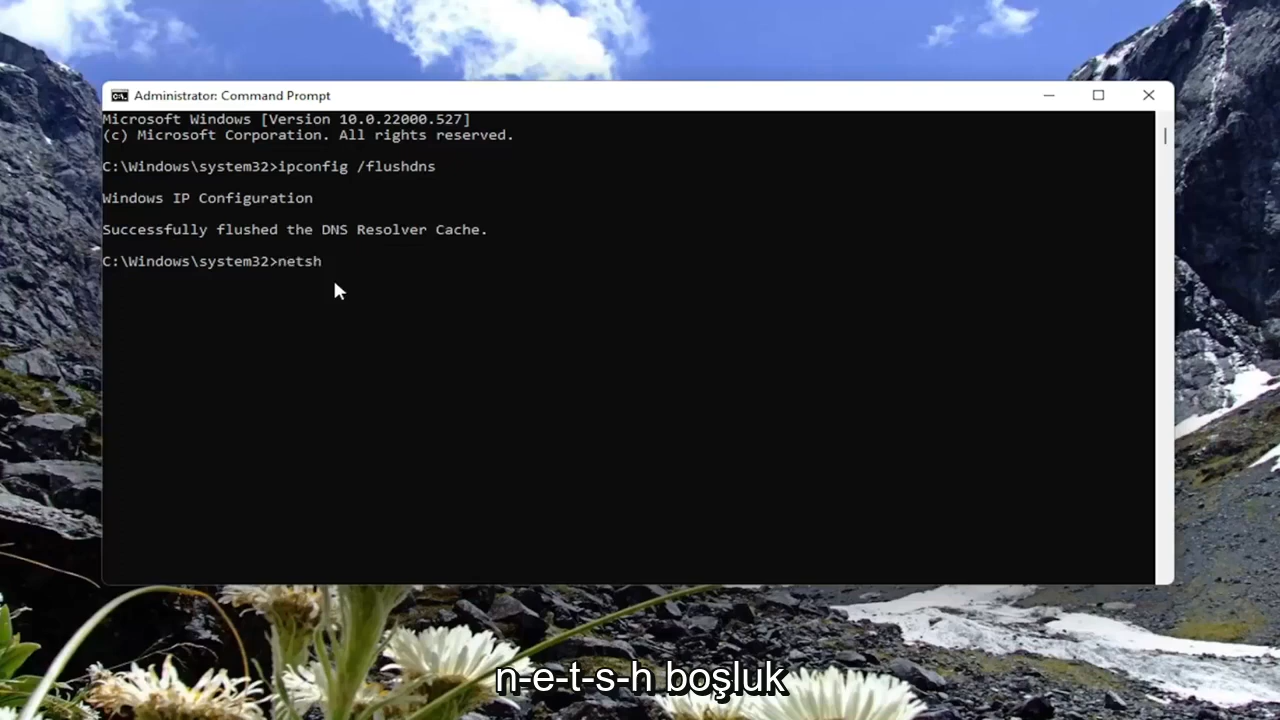 Administrator: Command Prompt
Microsoft Windows [Version 10.0.22000.527]
(c) Microsoft Corporation. All rights reserved.
C:\Windows\system32>ipconfig /flushdns
Windows IP Configuration
Successfully flushed the DNS Resolver Cache.
C:\Windows\system32>netsh
n-e-t-s-h boşluk